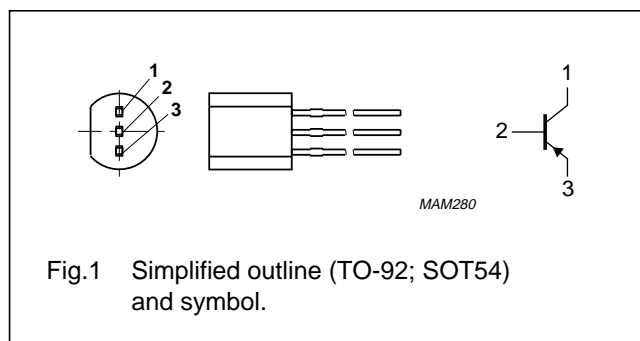 1
2
3
1
2
3
MAM280
Fig.1 Simplified outline (TO-92; SOT54)
and symbol.